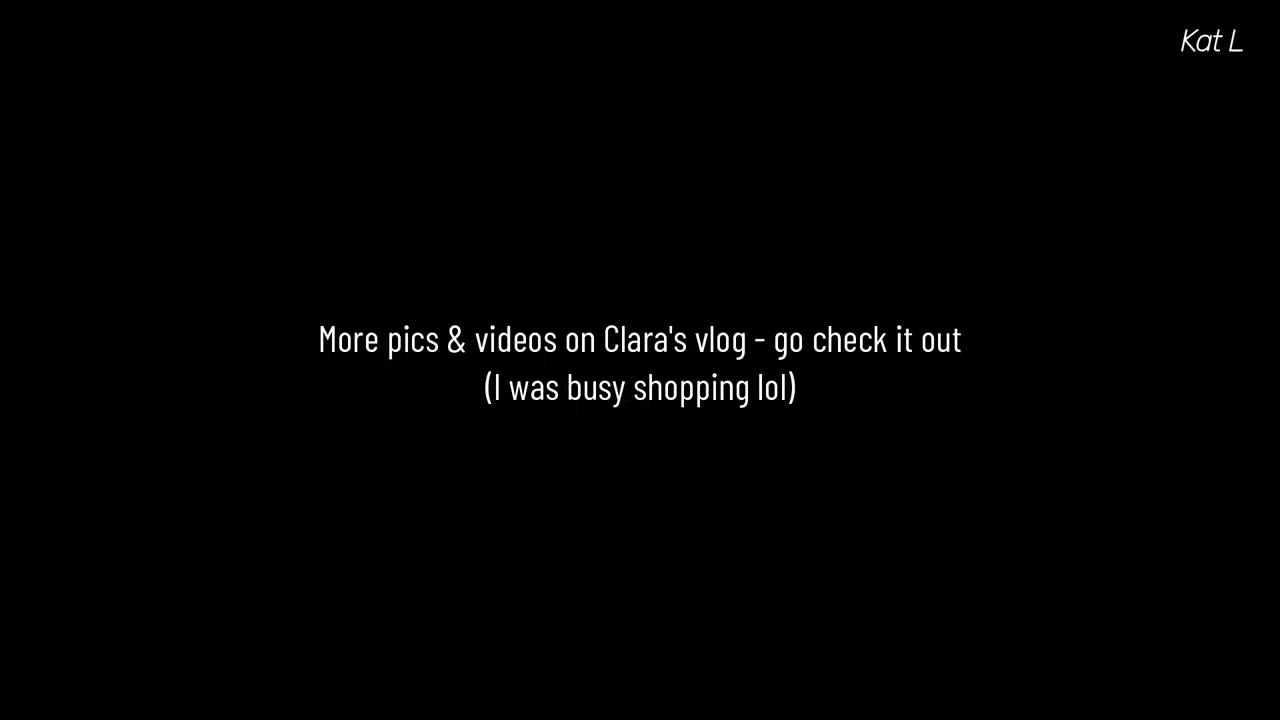 Kat L
More pics & videos on Clara's vlog - go check it out
(I was busy shopping lol)